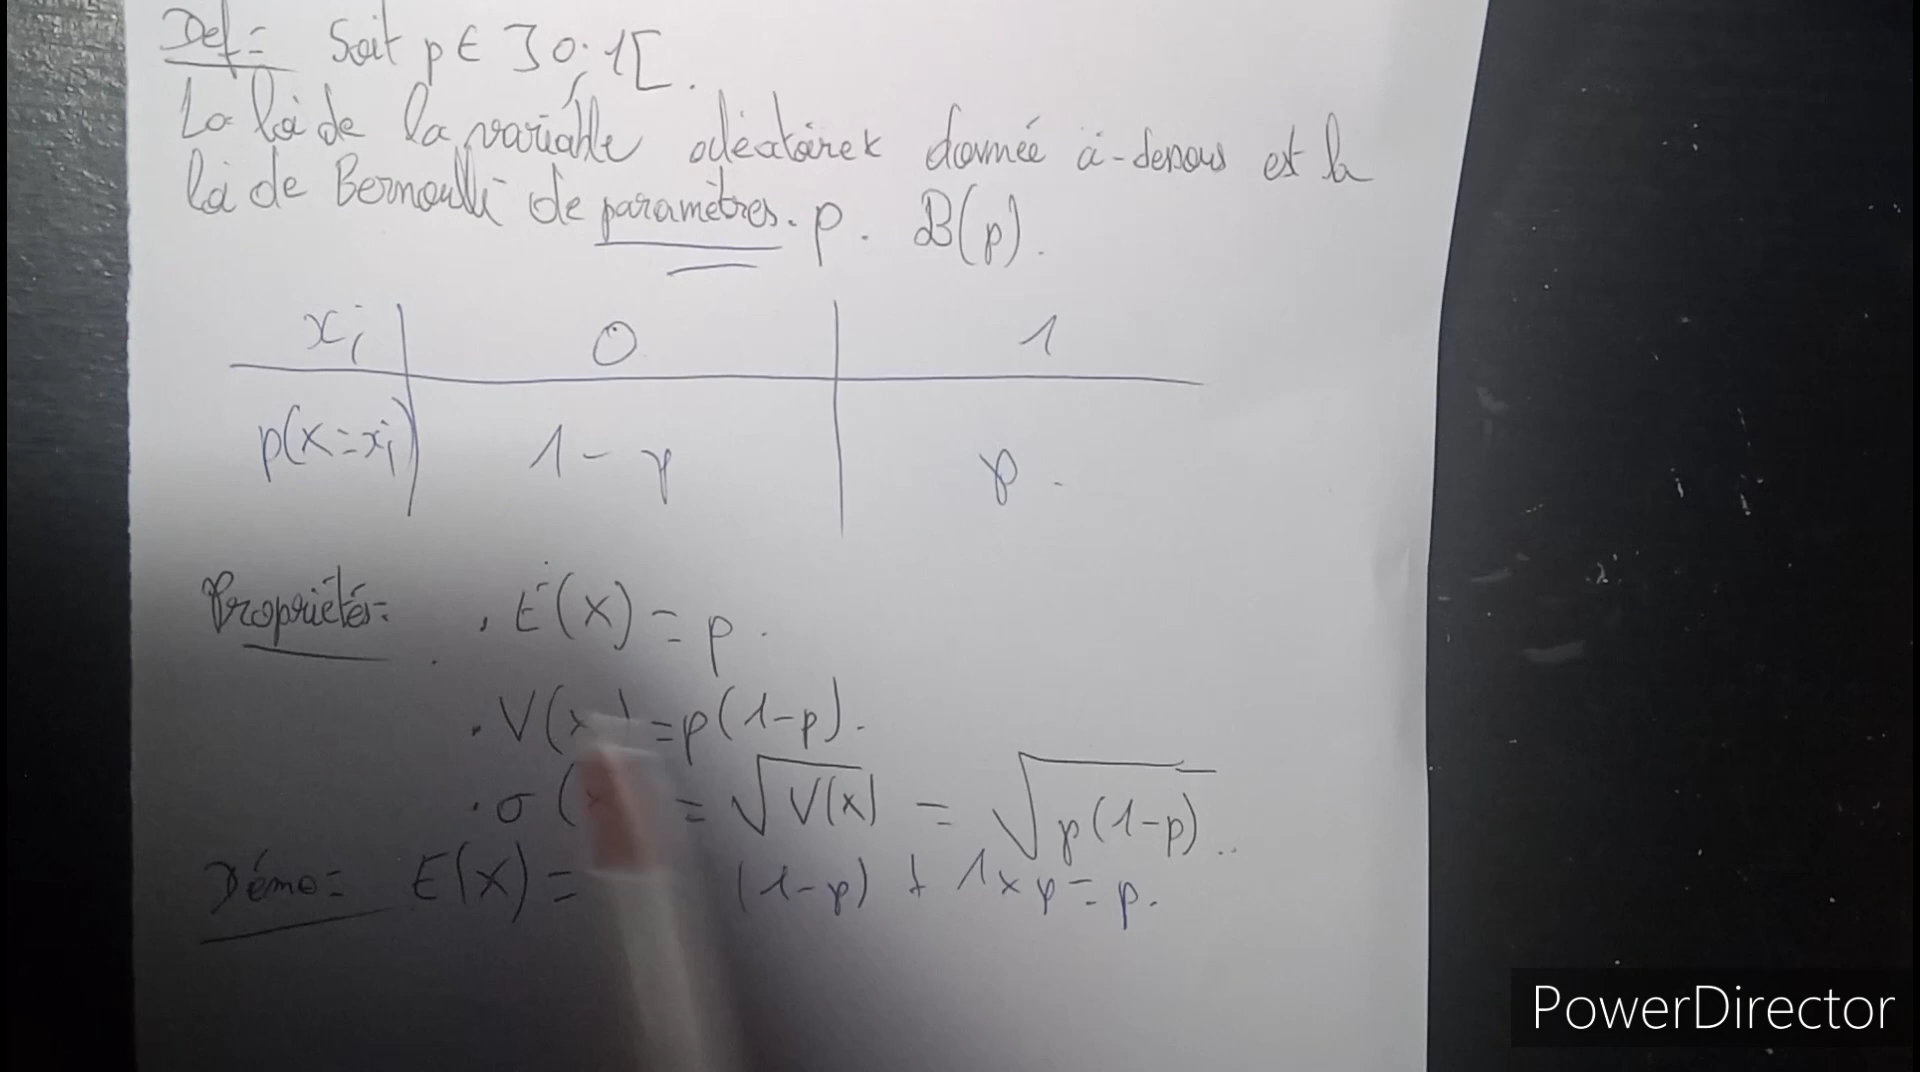 Def= Soit p ∈ ]0;1[.
La loi de la variable aléatoire X donnée ci-dessous est la
loi de Bernoulli de paramètres. p. B(p).
xi 0 1
p(X=xi) 1-p p.
Propriétés= . E(X) = p.
. V(X) = p(1-p).
. σ( = √V(X) = √p(1-p)..
Démo= E(X) = (1-p) + 1×p = p.
PowerDirector